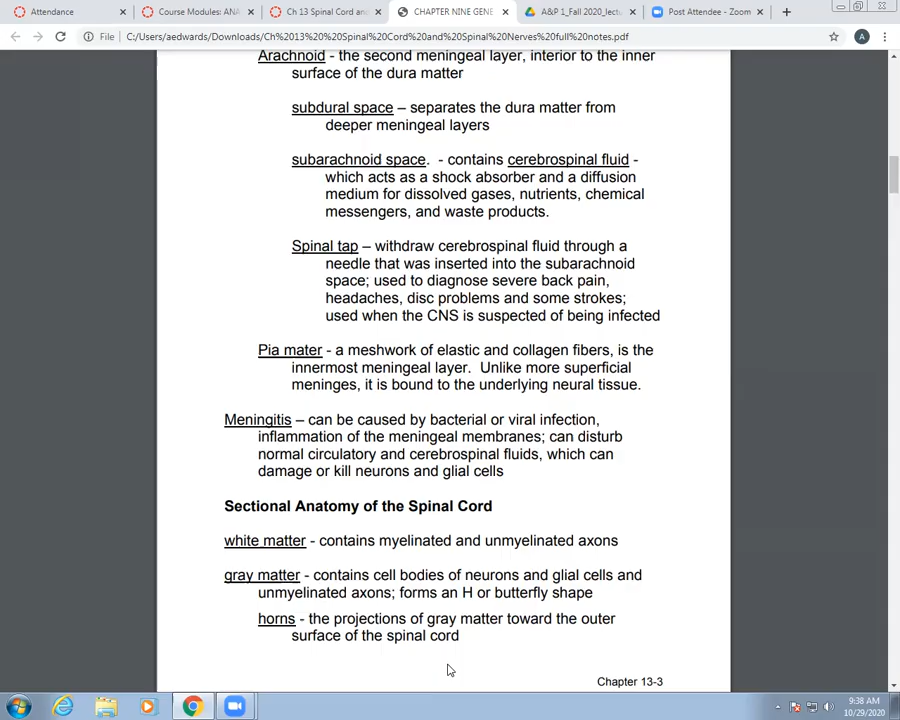 Attendance
Course Modules: ANA
Ch 13 Spinal Cord and
CHAPTER NINE GENE
A&P 1_Fall 2020_lectu
Post Attendee - Zoom
File
C:/Users/aedwards/Downloads/Ch%2013%20%20Spinal%20Cord%20and%20Spinal%20Nerves%20full%20notes.pdf
A
Arachnoid - the second meningeal layer, interior to the inner
surface of the dura matter
subdural space – separates the dura matter from
deeper meningeal layers
subarachnoid space. - contains cerebrospinal fluid -
which acts as a shock absorber and a diffusion
medium for dissolved gases, nutrients, chemical
messengers, and waste products.
Spinal tap – withdraw cerebrospinal fluid through a
needle that was inserted into the subarachnoid
space; used to diagnose severe back pain,
headaches, disc problems and some strokes;
used when the CNS is suspected of being infected
Pia mater - a meshwork of elastic and collagen fibers, is the
innermost meningeal layer. Unlike more superficial
meninges, it is bound to the underlying neural tissue.
Meningitis – can be caused by bacterial or viral infection,
inflammation of the meningeal membranes; can disturb
normal circulatory and cerebrospinal fluids, which can
damage or kill neurons and glial cells
Sectional Anatomy of the Spinal Cord
white matter - contains myelinated and unmyelinated axons
gray matter - contains cell bodies of neurons and glial cells and
unmyelinated axons; forms an H or butterfly shape
horns - the projections of gray matter toward the outer
surface of the spinal cord
Chapter 13-3
9:38 AM
10/29/2020